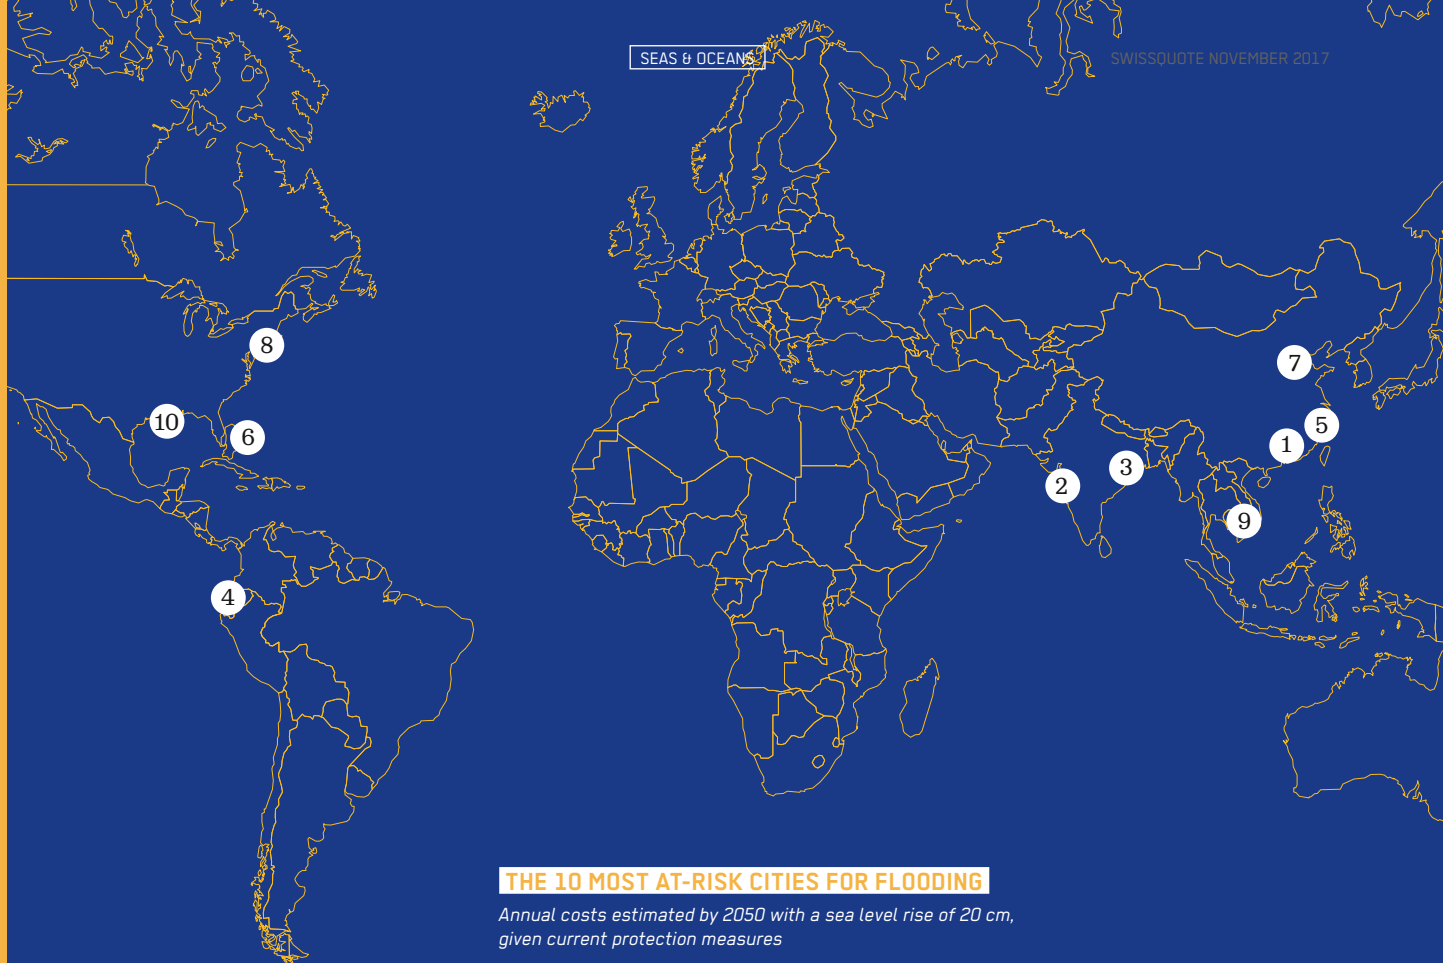 SEAS & OCEANS
SWISSQUOTE NOVEMBER 2017
8
7
10
6
5
1
3
2
9
4
THE 10 MOST AT-RISK CITIES FOR FLOODING
Annual costs estimated by 2050 with a sea level rise of 20 cm,
given current protection measures